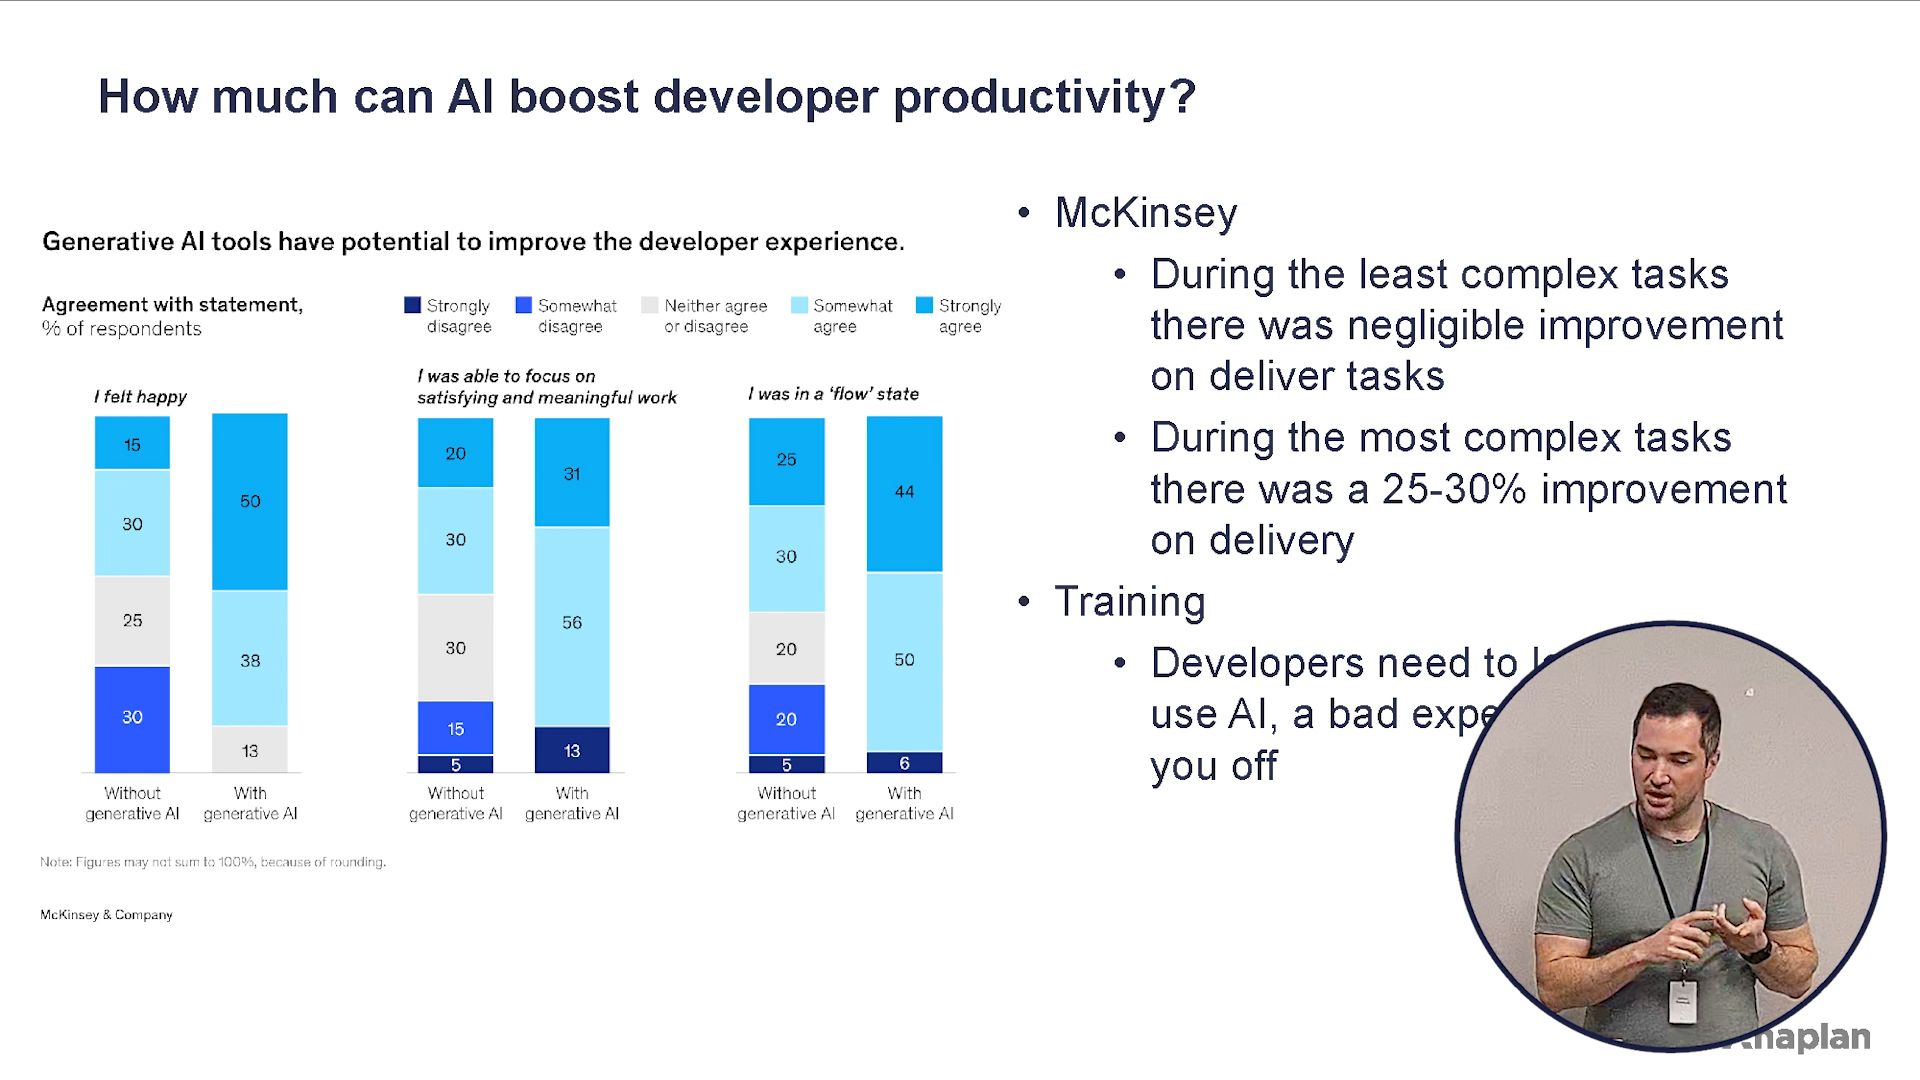 How much can AI boost developer productivity?
Generative AI tools have potential to improve the developer experience.
Agreement with statement,
% of respondents
Strongly
disagree
Somewhat
disagree
Neither agree
or disagree
Somewhat
agree
Strongly
agree
I felt happy
15
30
25
30
50
38
13
Without
generative AI
With
generative AI
I was able to focus on
satisfying and meaningful work
20
30
30
15
5
31
56
13
Without
generative AI
With
generative AI
I was in a ‘flow’ state
25
30
20
20
5
44
50
6
Without
generative AI
With
generative AI
Note: Figures may not sum to 100%, because of rounding.
McKinsey & Company
• McKinsey
• During the least complex tasks
there was negligible improvement
on deliver tasks
• During the most complex tasks
there was a 25-30% improvement
on delivery
• Training
• Developers need to
use AI, a bad
you off